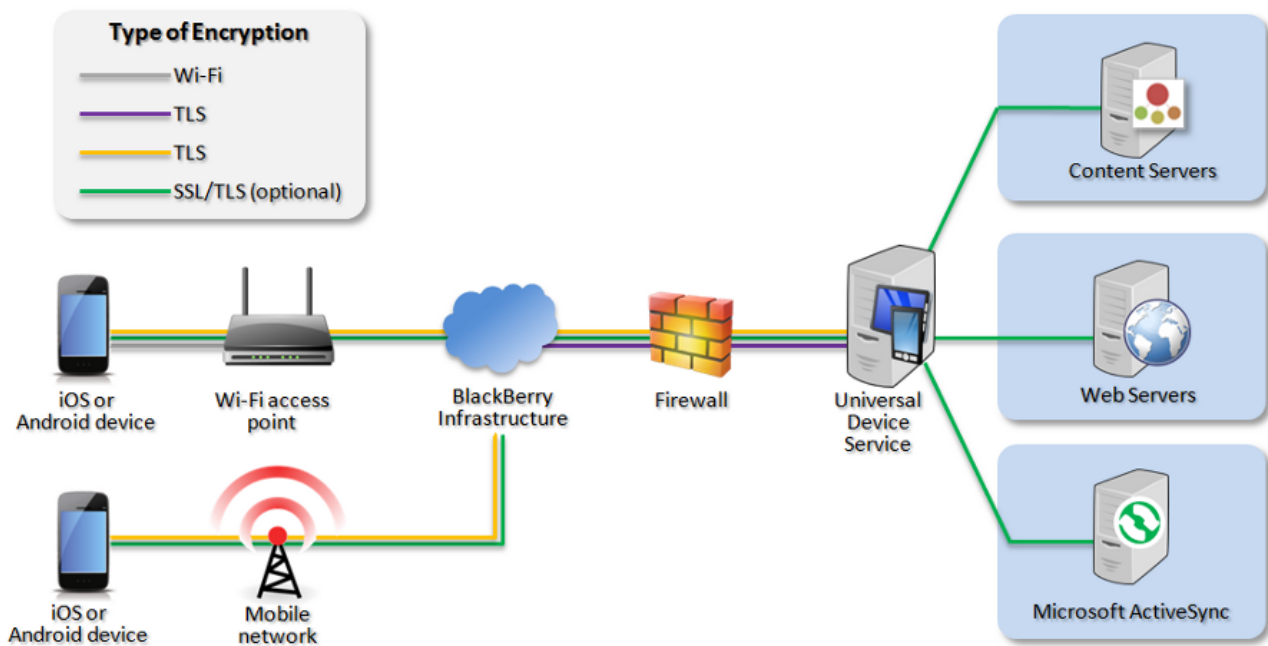 Type of Encryption
Wi-Fi
TLS
TLS
SSL/TLS (optional)
Content Servers
iOS or
Android device
Wi-Fi access
point
BlackBerry
Infrastructure
Firewall
Universal
Device
Service
Web Servers
iOS or
Android device
Mobile
network
Microsoft ActiveSync